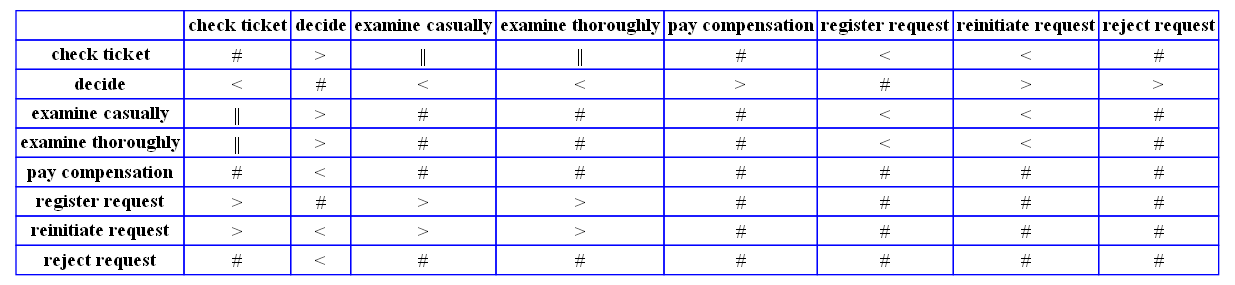 check ticket decide examine casually examine thoroughly pay compensation register request reinitiate request reject request
check ticket # > || || # < < #
decide < # < < > # > >
examine casually || > # # # < < #
examine thoroughly || > # # # < < #
pay compensation # < # # # # # #
register request > # > > # # # #
reinitiate request > < > > # # # #
reject request # < # # # # # #